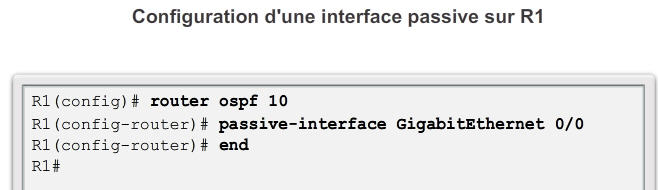 Configuration d'une interface passive sur R1
R1(config)# router ospf 10
R1(config-router)# passive-interface GigabitEthernet 0/0
R1(config-router)# end
R1#